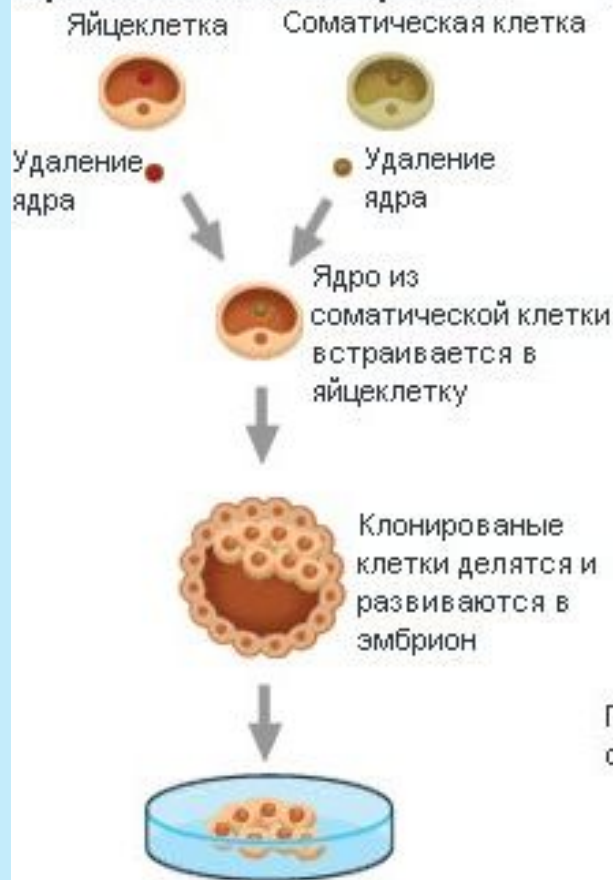 Яйцеклетка
Соматическая клетка
Удаление
ядра
Удаление
ядра
Ядро из
соматической клетки
встраивается в
яйцеклетку
Клонированые
клетки делятся и
развиваются в
эмбрион